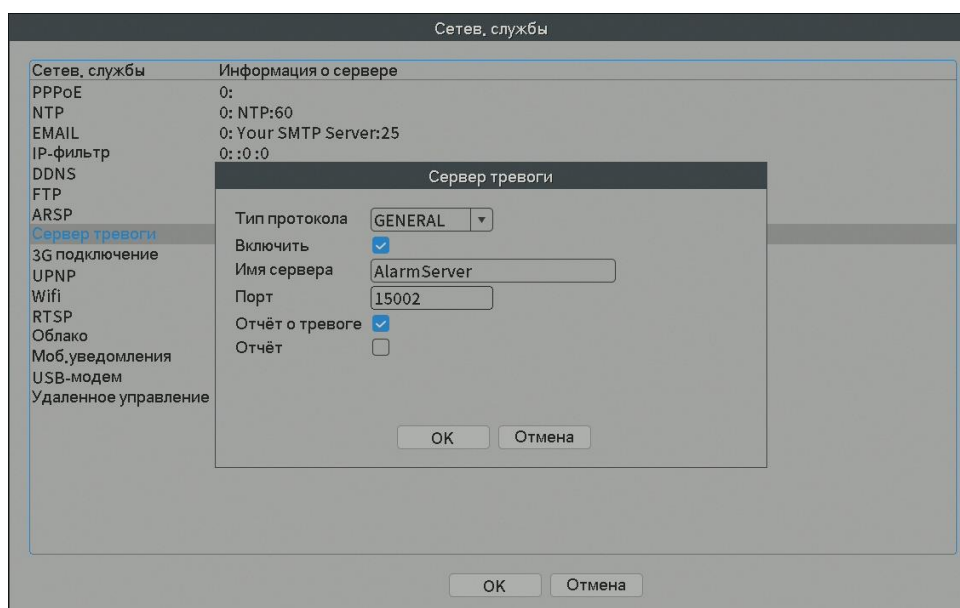 Сетев. службы
Сетев. службы Информация о сервере
PPPoE 0:
NTP 0: NTP:60
EMAIL 0: Your SMTP Server:25
IP-фильтр 0: :0 :0
DDNS
FTP
ARSP
Сервер тревоги
3G подключение
UPNP
Wifi
RTSP
Облако
Моб.уведомления
USB-модем
Удаленное управление
Сервер тревоги
Тип протокола GENERAL
Включить
Имя сервера AlarmServer
Порт 15002
Отчёт о тревоге
Отчёт
OK Отмена
OK Отмена